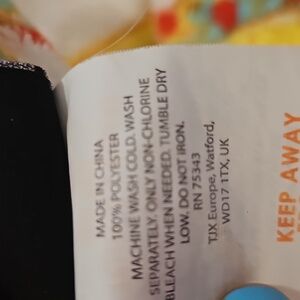 MADE IN CHINA
100% POLYESTER
MACHINE WASH COLD. WASH
SEPARATELY. ONLY NON-CHLORINE
BLEACH WHEN NEEDED. TUMBLE DRY
LOW. DO NOT IRON.
RN 75343
TJX Europe, Watford,
WD17 1TX, UK
KEEP AWAY